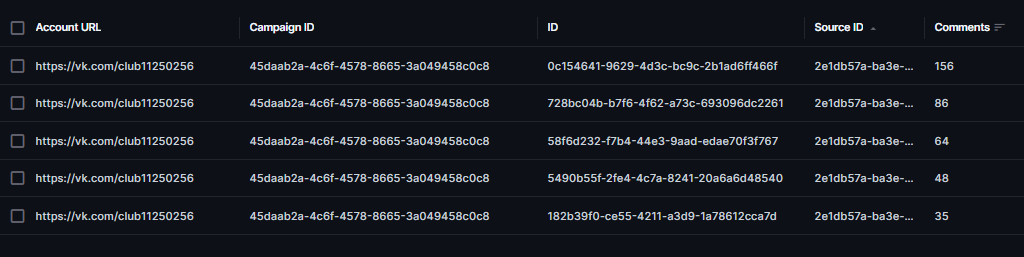 Account URL Campaign ID ID Source ID Comments
https://vk.com/club11250256 45daab2a-4c6f-4578-8665-3a049458c0c8 0c154641-9629-4d3c-bc9c-2b1ad6ff466f 2e1db57a-ba3e-... 156
https://vk.com/club11250256 45daab2a-4c6f-4578-8665-3a049458c0c8 728bc04b-b7f6-4f62-a73c-693096dc2261 2e1db57a-ba3e-... 86
https://vk.com/club11250256 45daab2a-4c6f-4578-8665-3a049458c0c8 58f6d232-f7b4-44e3-9aad-edae70f3f767 2e1db57a-ba3e-... 64
https://vk.com/club11250256 45daab2a-4c6f-4578-8665-3a049458c0c8 5490b55f-2fe4-4c7a-8241-20a6a6d48540 2e1db57a-ba3e-... 48
https://vk.com/club11250256 45daab2a-4c6f-4578-8665-3a049458c0c8 182b39f0-ce55-4211-a3d9-1a78612cca7d 2e1db57a-ba3e-... 35